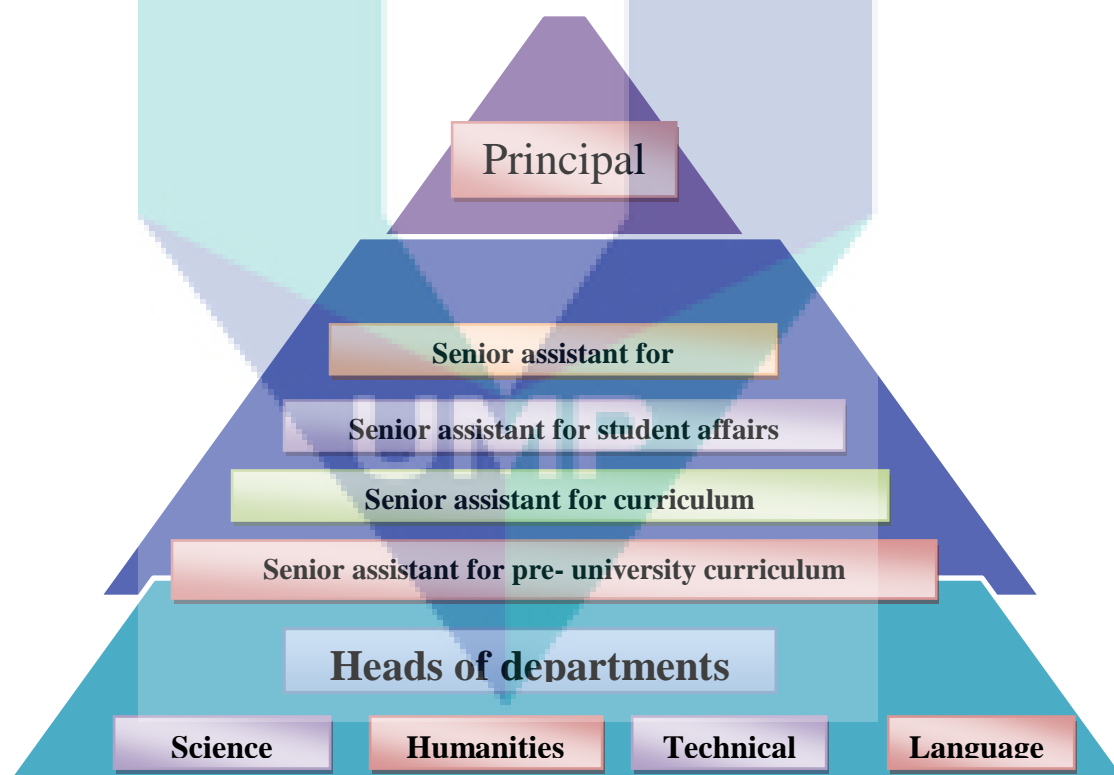 Principal
Senior assistant for
UMP
Senior assistant for student affairs
Senior assistant for curriculum
Senior assistant for pre- university curriculum
Heads of departments
Science Humanities Technical Language